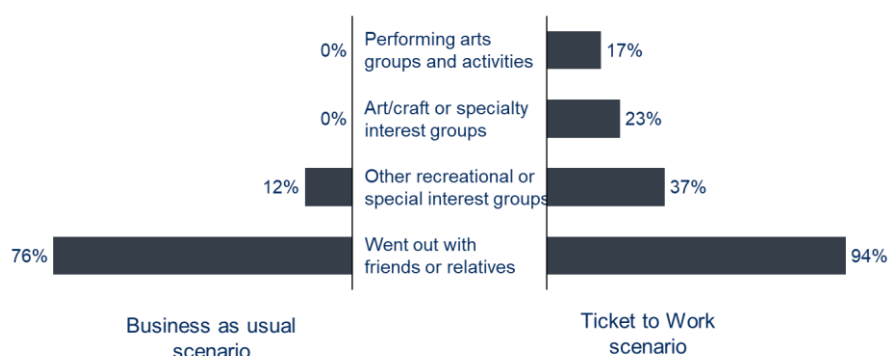 0%
Performing arts
groups and activities
17%
0%
Art/craft or specialty
interest groups
23%
12%
Other recreational or
special interest groups
37%
76%
Went out with
friends or relatives
94%
Business as usual
scenario
Ticket to Work
scenario